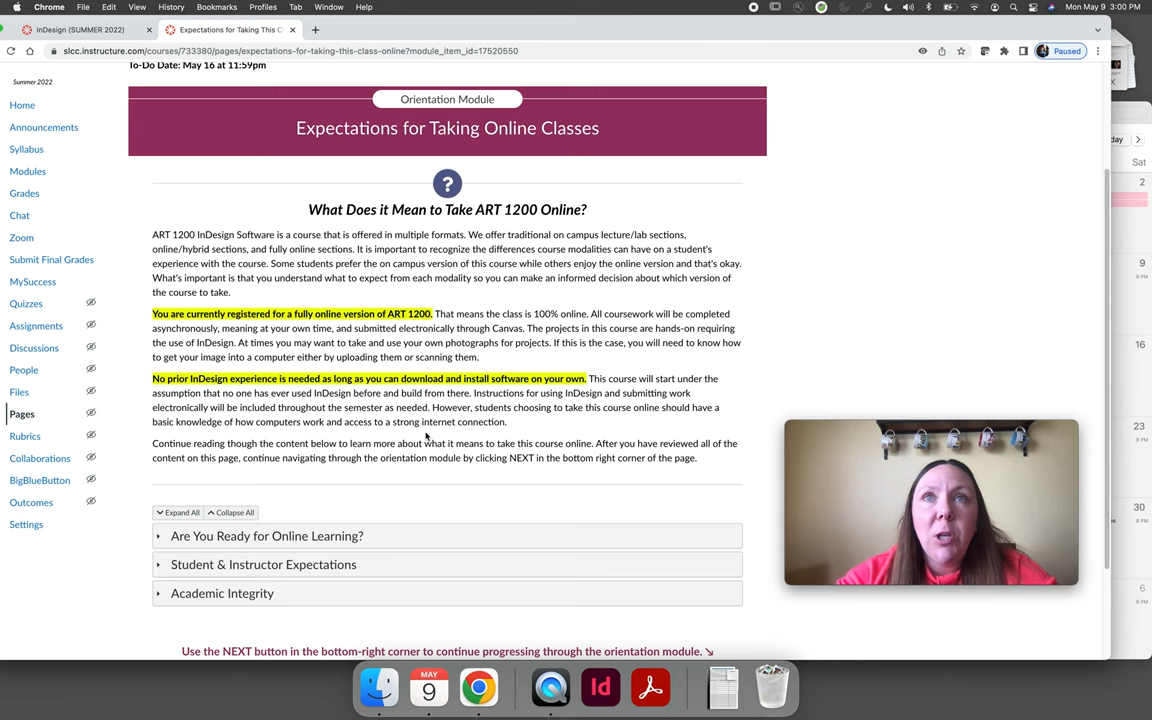 Chrome File Edit View History Bookmarks Profiles Tab Window Help Mon May 9 3:00 PM
InDesign (SUMMER 2022) Expectations for Taking This C
slcc.instructure.com/courses/733380/pages/expectations-for-taking-this-class-online?module_item_id=17520550
Paused
Summer 2022
Home
Announcements
Syllabus
Modules
Grades
Chat
Zoom
Submit Final Grades
MySuccess
Quizzes
Assignments
Discussions
People
Files
Pages
Rubrics
Collaborations
BigBlueButton
Outcomes
Settings
To-Do Date: May 16 at 11:59pm
Orientation Module
Expectations for Taking Online Classes
?
What Does it Mean to Take ART 1200 Online?
ART 1200 InDesign Software is a course that is offered in multiple formats. We offer traditional on campus lecture/lab sections,
online/hybrid sections, and fully online sections. It is important to recognize the differences course modalities can have on a student's
experience with the course. Some students prefer the on campus version of this course while others enjoy the online version and that's okay.
What's important is that you understand what to expect from each modality so you can make an informed decision about which version of
the course to take.
You are currently registered for a fully online version of ART 1200. That means the class is 100% online. All coursework will be completed
asynchronously, meaning at your own time, and submitted electronically through Canvas. The projects in this course are hands-on requiring
the use of InDesign. At times you may want to take and use your own photographs for projects. If this is the case, you will need to know how
to get your image into a computer either by uploading them or scanning them.
No prior InDesign experience is needed as long as you can download and install software on your own. This course will start under the
assumption that no one has ever used InDesign before and build from there. Instructions for using InDesign and submitting work
electronically will be included throughout the semester as needed. However, students choosing to take this course online should have a
basic knowledge of how computers work and access to a strong internet connection.
Continue reading though the content below to learn more about what it means to take this course online. After you have reviewed all of the
content on this page, continue navigating through the orientation module by clicking NEXT in the bottom right corner of the page.
Expand All Collapse All
Are You Ready for Online Learning?
Student & Instructor Expectations
Academic Integrity
Use the NEXT button in the bottom-right corner to continue progressing through the orientation module. ↘
day
Sat
2
9
8 PM
16
23
8 PM
30
8 PM
6
8 PM
MAY
9
Id